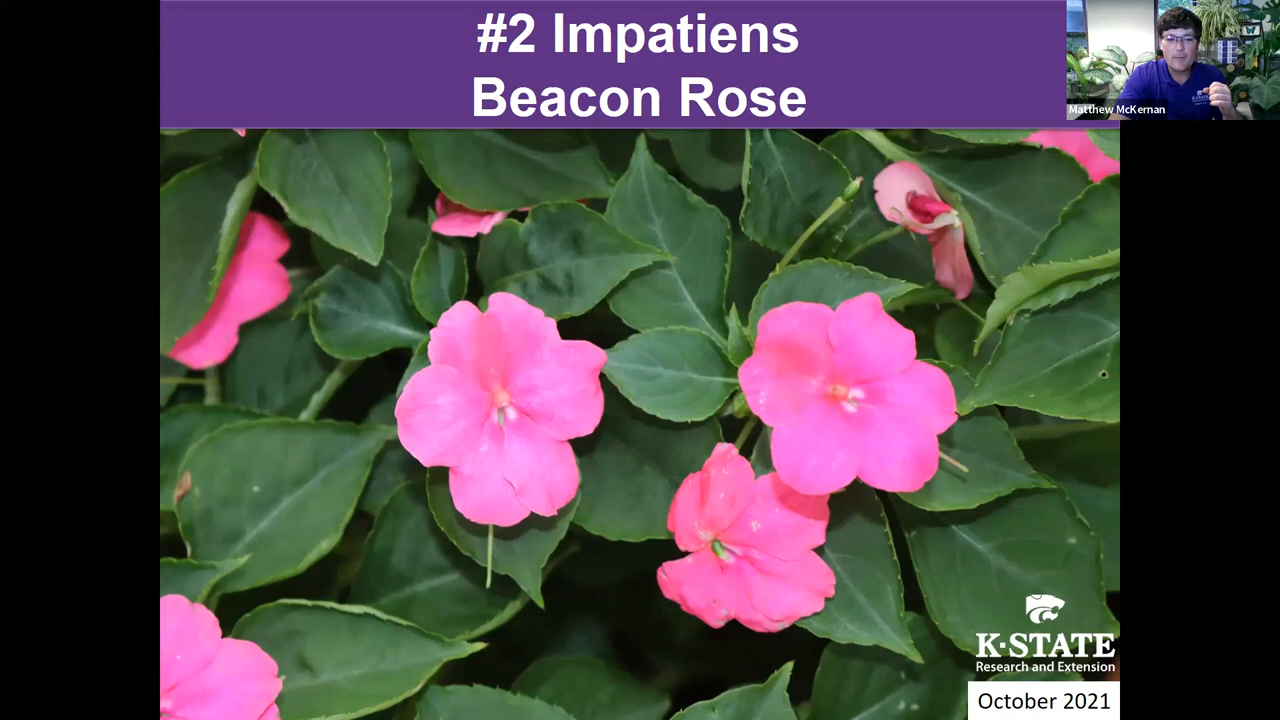 #2 Impatiens
Beacon Rose
Matthew McKernan
K-STATE
Research and Extension
October 2021